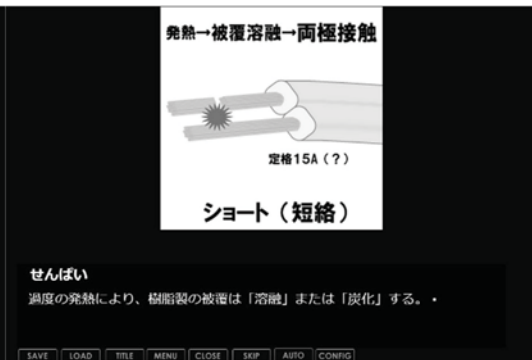 発熱→被覆溶融→両極接触
定格15A（？）
ショート（短絡）
せんぱい
過度の発熱により、樹脂製の被覆は「溶融」または「炭化」する。・
SAVE LOAD TITLE MENU CLOSE SKIP AUTO CONFIG